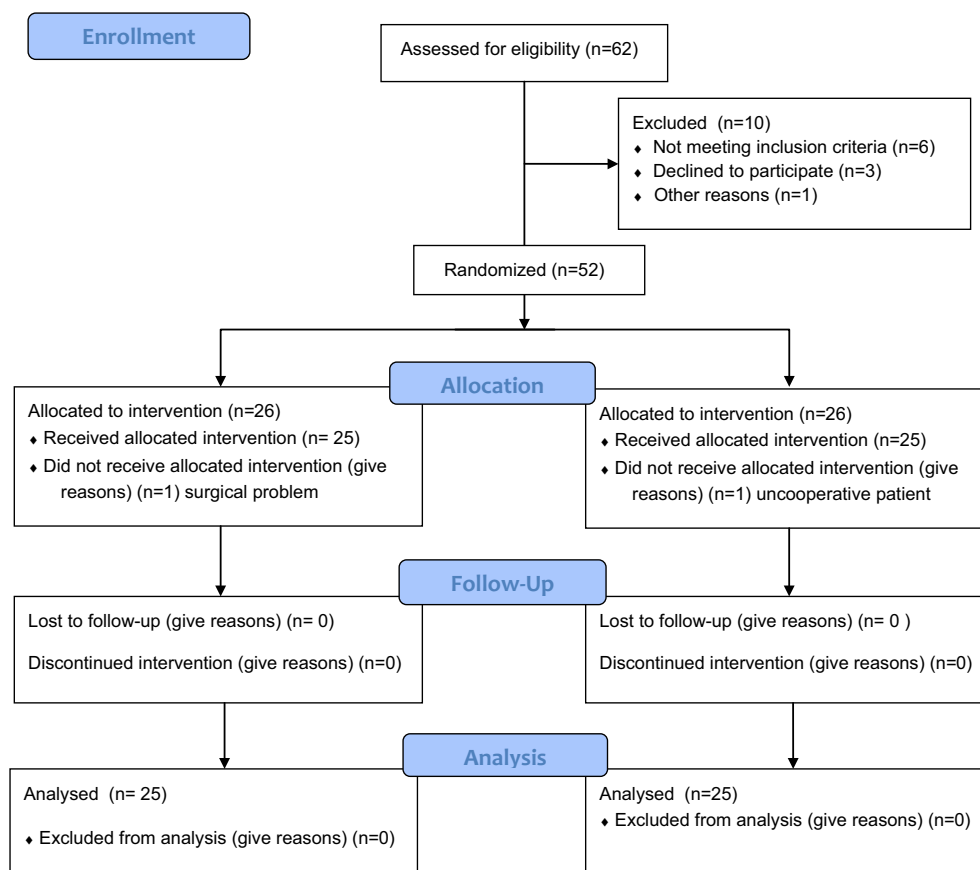 Enrollment
Assessed for eligibility (n=62)
Excluded (n=10)
♦ Not meeting inclusion criteria (n=6)
♦ Declined to participate (n=3)
♦ Other reasons (n=1)
Randomized (n=52)
Allocation
Allocated to intervention (n=26)
♦ Received allocated intervention (n= 25)
♦ Did not receive allocated intervention (give
reasons) (n=1) surgical problem
Allocated to intervention (n=26)
♦ Received allocated intervention (n=25)
♦ Did not receive allocated intervention (give
reasons) (n=1) uncooperative patient
Follow-Up
Lost to follow-up (give reasons) (n= 0)
Discontinued intervention (give reasons) (n=0)
Lost to follow-up (give reasons) (n= 0 )
Discontinued intervention (give reasons) (n=0)
Analysis
Analysed (n= 25)
♦ Excluded from analysis (give reasons) (n=0)
Analysed (n=25)
♦ Excluded from analysis (give reasons) (n=0)